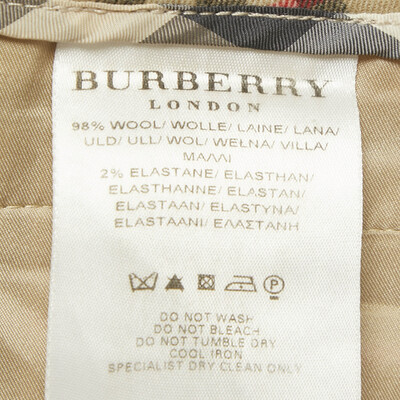 BURBERRY
LONDON
98% WOOL/ WOLLE/ LAINE/ LANA/
ULD/ ULL/ WOL/ WEŁNA/ VILLA/
ΜΑΛΛΙ
2% ELASTANE/ ELASTHAN/
ELASTHANNE/ ELASTAN/
ELASTAAN/ ELASTYNA/
ELASTAANI/ ΕΛΑΣΤΑΝΗ
P
DO NOT WASH
DO NOT BLEACH
DO NOT TUMBLE DRY
COOL IRON
SPECIALIST DRY CLEAN ONLY